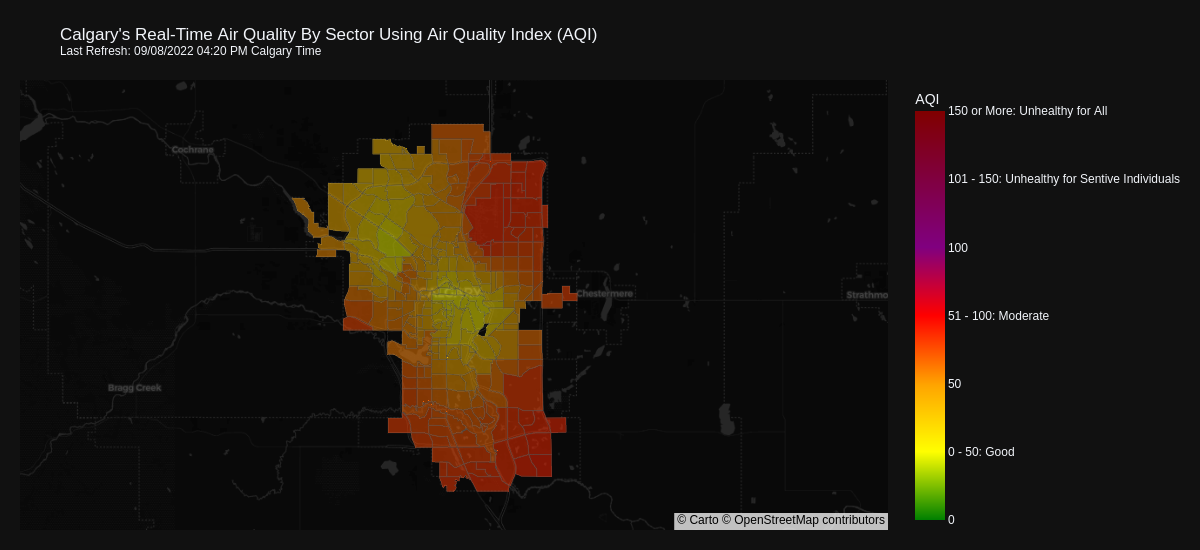 Calgary's Real-Time Air Quality By Sector Using Air Quality Index (AQI)
Last Refresh: 09/08/2022 04:20 PM Calgary Time
AQI
150 or More: Unhealthy for All
101 - 150: Unhealthy for Sentive Individuals
100
51 - 100: Moderate
50
0 - 50: Good
0
Cochrane
Chestermere
Strathmo
Bragg Creek
© Carto © OpenStreetMap contributors